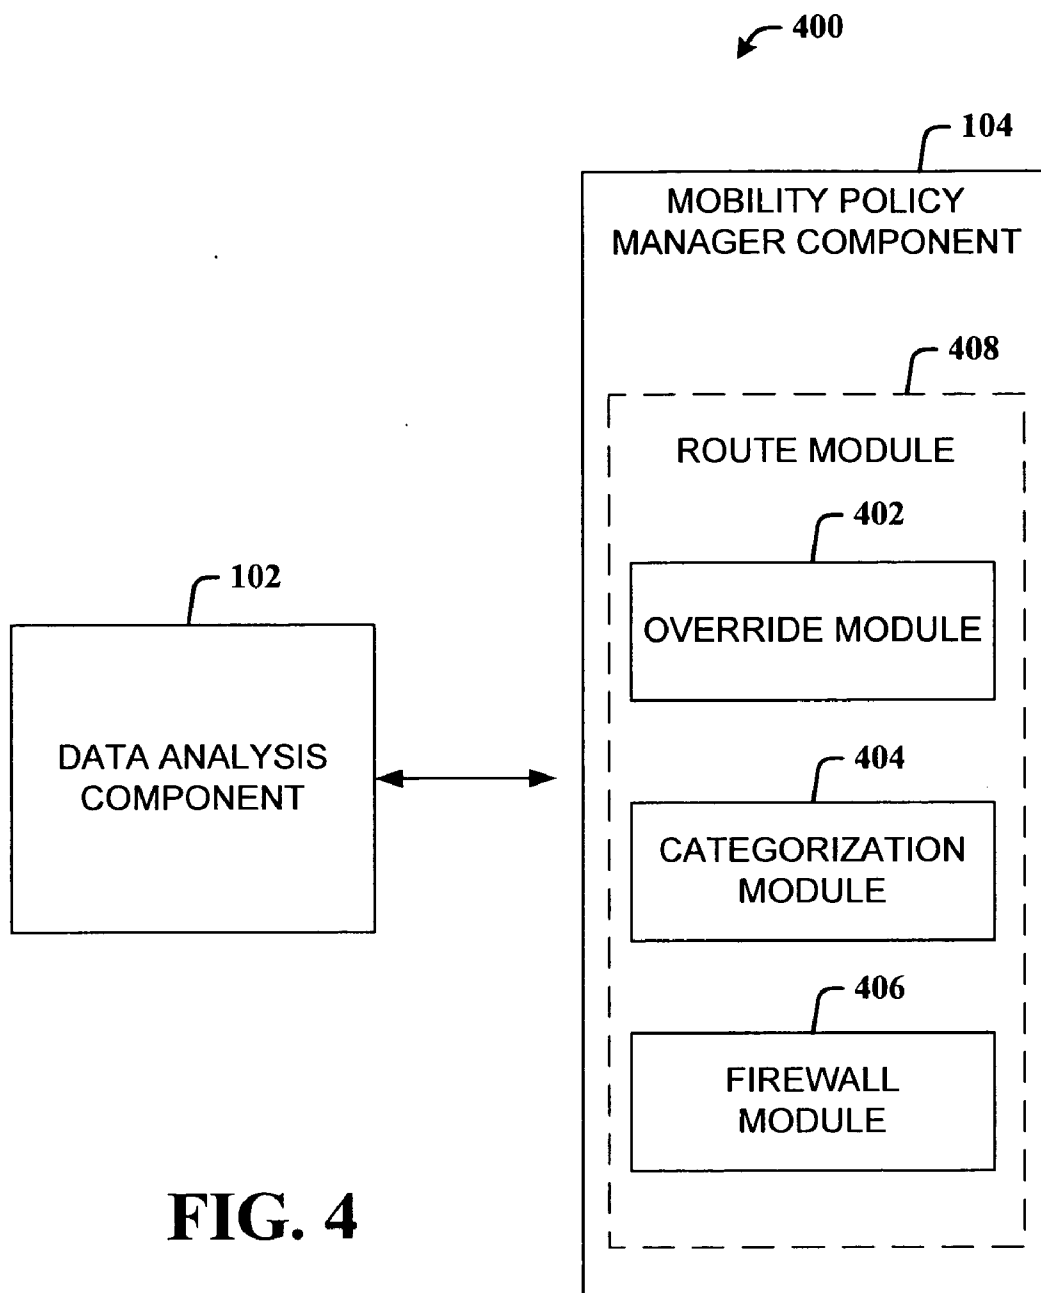 400
104
MOBILITY POLICY
MANAGER COMPONENT
408
ROUTE MODULE
402
OVERRIDE MODULE
102
DATA ANALYSIS
COMPONENT
404
CATEGORIZATION
MODULE
406
FIREWALL
MODULE
FIG. 4